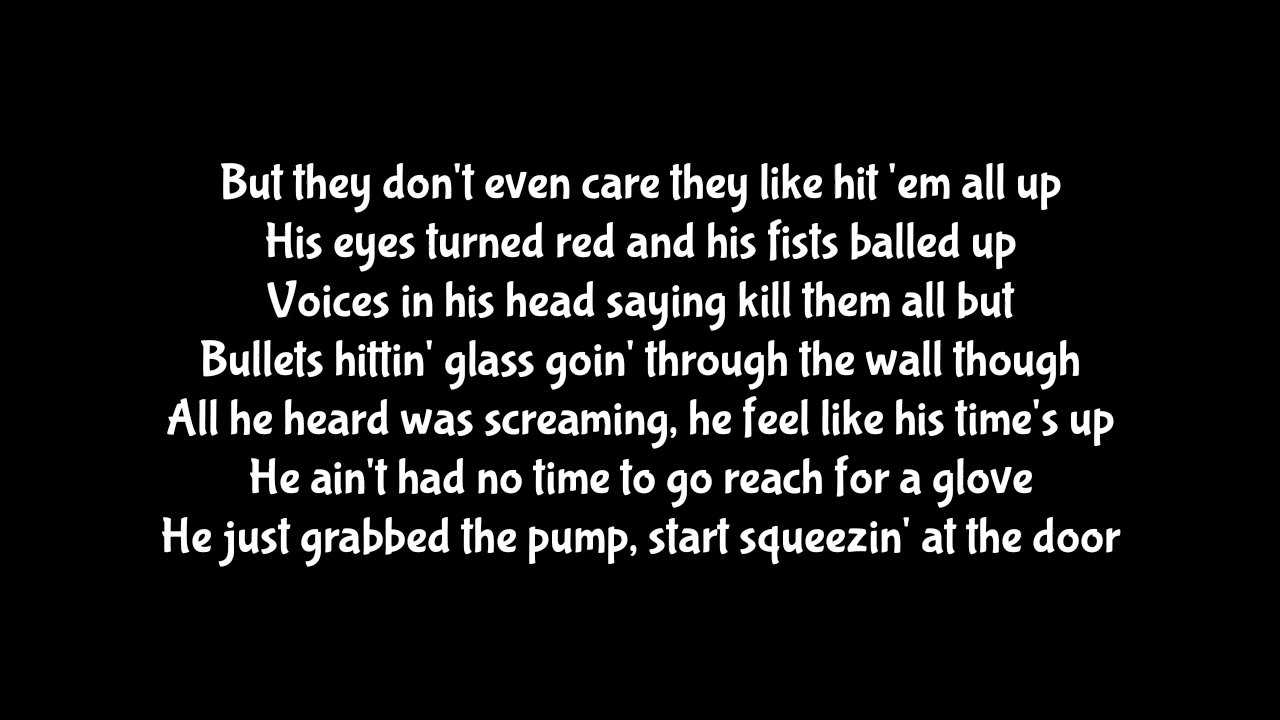 But they don't even care they like hit 'em all up
His eyes turned red and his fists balled up
Voices in his head saying kill them all but
Bullets hittin' glass goin' through the wall though
All he heard was screaming, he feel like his time's up
He ain't had no time to go reach for a glove
He just grabbed the pump, start squeezin' at the door